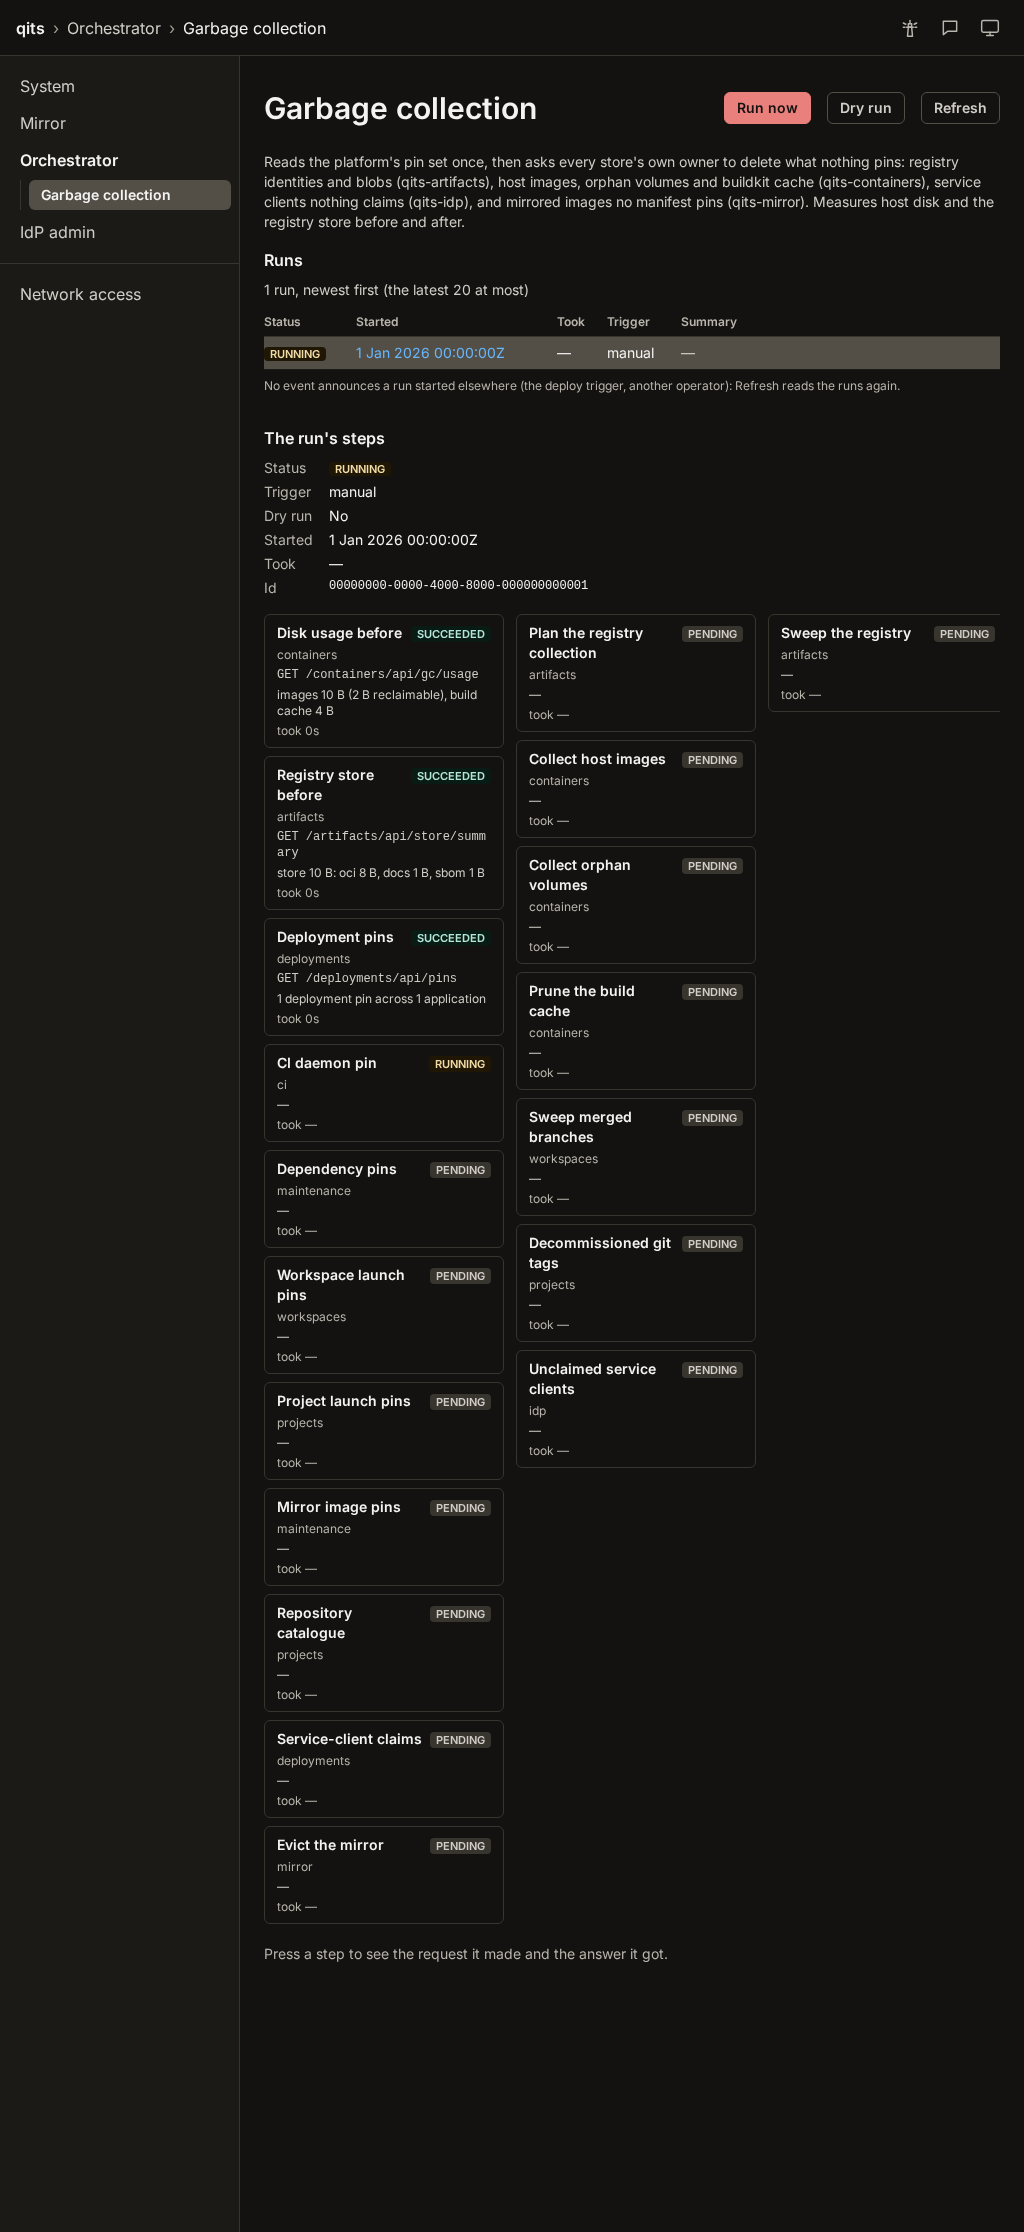 qits › Orchestrator › Garbage collection
System
Mirror
Orchestrator
Garbage collection
IdP admin
Network access
Garbage collection
Run now
Dry run
Refresh
Reads the platform's pin set once, then asks every store's own owner to delete what nothing pins: registry
identities and blobs (qits-artifacts), host images, orphan volumes and buildkit cache (qits-containers), service
clients nothing claims (qits-idp), and mirrored images no manifest pins (qits-mirror). Measures host disk and the
registry store before and after.
Runs
1 run, newest first (the latest 20 at most)
Status Started Took Trigger Summary
RUNNING 1 Jan 2026 00:00:00Z — manual —
No event announces a run started elsewhere (the deploy trigger, another operator): Refresh reads the runs again.
The run's steps
Status RUNNING
Trigger manual
Dry run No
Started 1 Jan 2026 00:00:00Z
Took —
Id 00000000-0000-4000-8000-000000000001
Disk usage before SUCCEEDED
containers
GET /containers/api/gc/usage
images 10 B (2 B reclaimable), build
cache 4 B
took 0s
Registry store SUCCEEDED
before
artifacts
GET /artifacts/api/store/summ
ary
store 10 B: oci 8 B, docs 1 B, sbom 1 B
took 0s
Deployment pins SUCCEEDED
deployments
GET /deployments/api/pins
1 deployment pin across 1 application
took 0s
CI daemon pin RUNNING
ci
—
took —
Dependency pins PENDING
maintenance
—
took —
Workspace launch PENDING
pins
workspaces
—
took —
Project launch pins PENDING
projects
—
took —
Mirror image pins PENDING
maintenance
—
took —
Repository PENDING
catalogue
projects
—
took —
Service-client claims PENDING
deployments
—
took —
Evict the mirror PENDING
mirror
—
took —
Plan the registry PENDING
collection
artifacts
—
took —
Collect host images PENDING
containers
—
took —
Collect orphan PENDING
volumes
containers
—
took —
Prune the build PENDING
cache
containers
—
took —
Sweep merged PENDING
branches
workspaces
—
took —
Decommissioned git PENDING
tags
projects
—
took —
Unclaimed service PENDING
clients
idp
—
took —
Sweep the registry PENDING
artifacts
—
took —
Press a step to see the request it made and the answer it got.